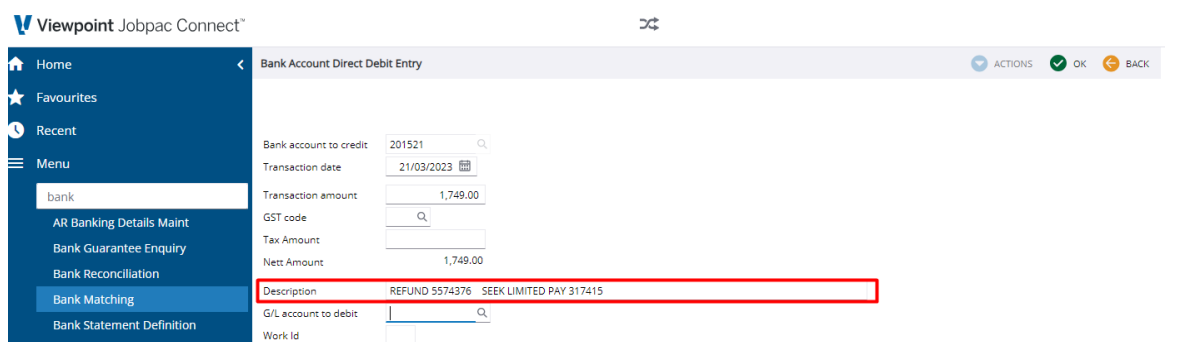 Viewpoint Jobpac Connect™
Home
Favourites
Recent
Menu
bank
AR Banking Details Maint
Bank Guarantee Enquiry
Bank Reconciliation
Bank Matching
Bank Statement Definition
Bank Account Direct Debit Entry
ACTIONS OK BACK
Bank account to credit 201521
Transaction date 21/03/2023
Transaction amount 1,749.00
GST code
Tax Amount
Nett Amount 1,749.00
Description REFUND 5574376 SEEK LIMITED PAY 317415
G/L account to debit
Work Id